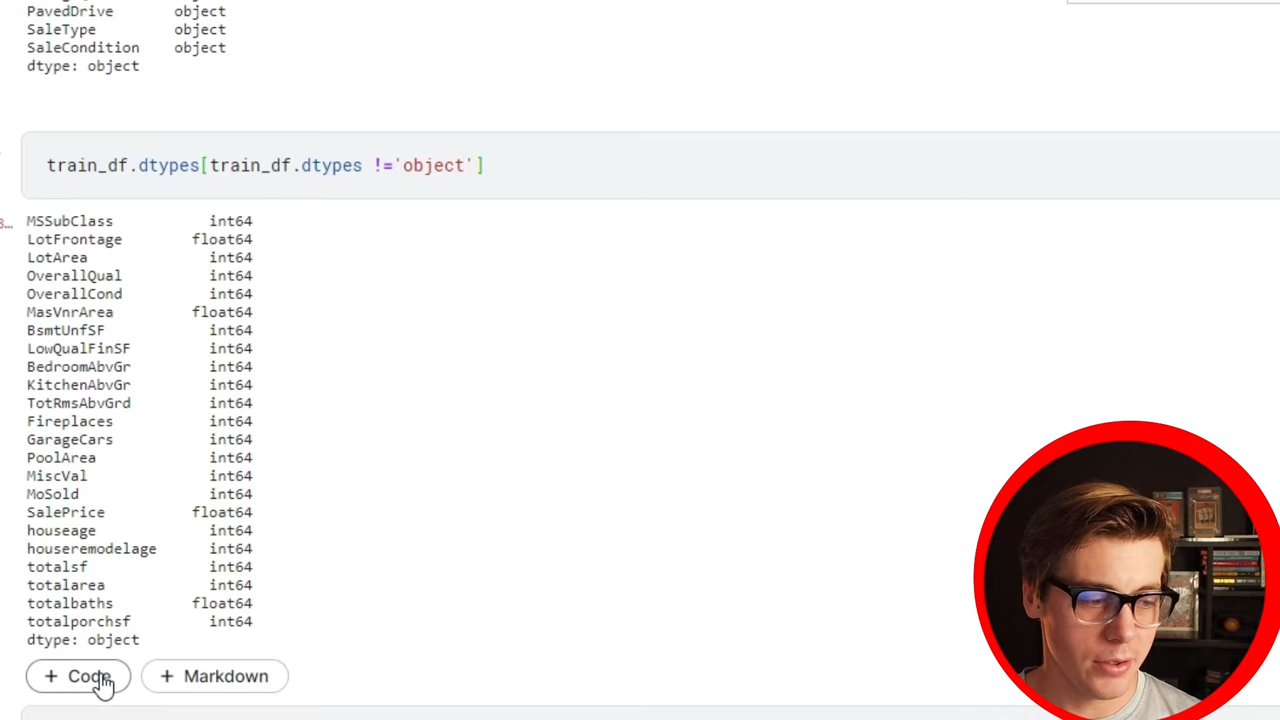 PavedDrive object
SaleType object
SaleCondition object
dtype: object
train_df.dtypes[train_df.dtypes !='object']
MSSubClass int64
LotFrontage float64
LotArea int64
OverallQual int64
OverallCond int64
MasVnrArea float64
BsmtUnfSF int64
LowQualFinSF int64
BedroomAbvGr int64
KitchenAbvGr int64
TotRmsAbvGrd int64
Fireplaces int64
GarageCars int64
PoolArea int64
MiscVal int64
MoSold int64
SalePrice float64
houseage int64
houseremodelage int64
totalsf int64
totalarea int64
totalbaths float64
totalporchsf int64
dtype: object
+ Code + Markdown